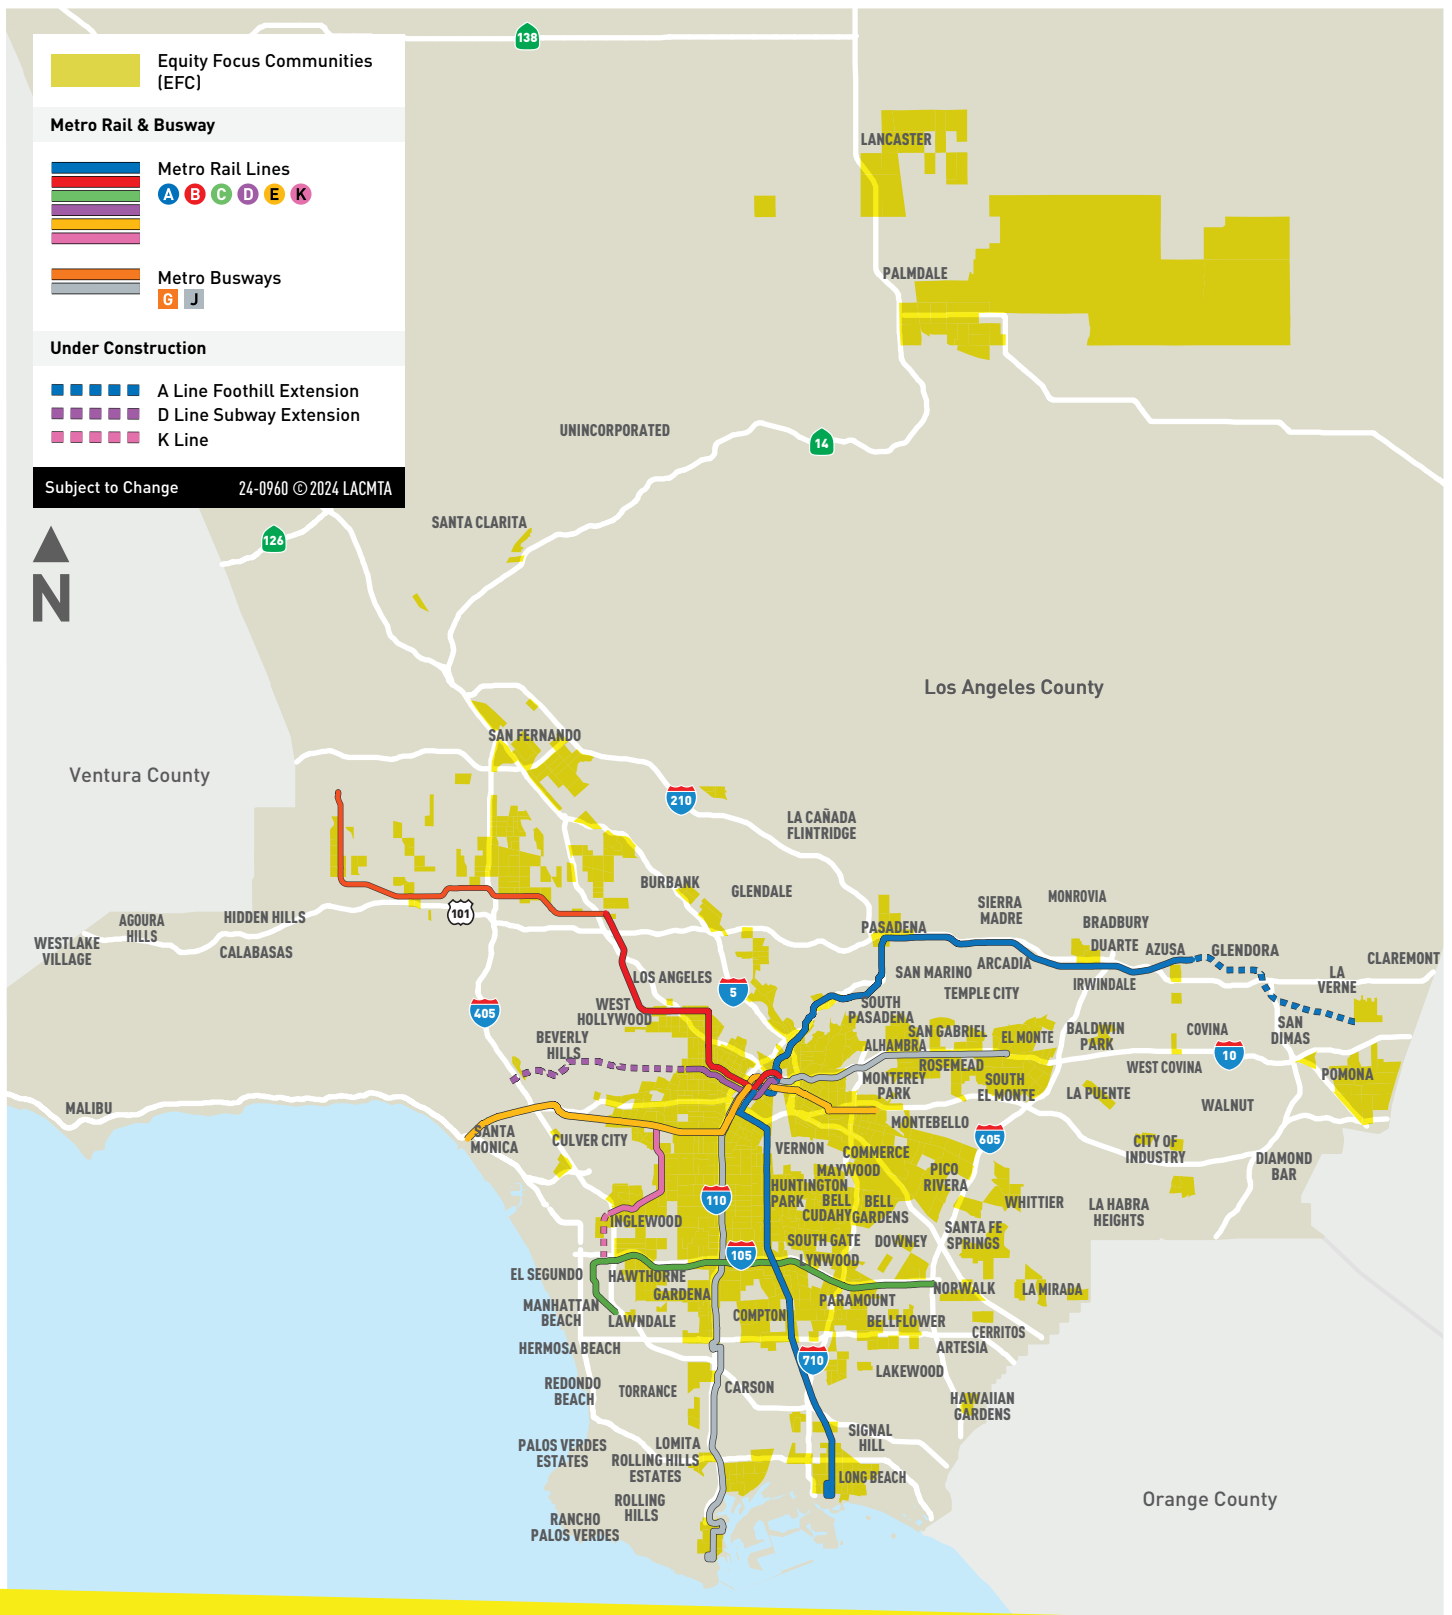 Equity Focus Communities
(EFC)
Metro Rail & Busway
Metro Rail Lines
A B C D E K
Metro Busways
G J
Under Construction
A Line Foothill Extension
D Line Subway Extension
K Line
Subject to Change 24-0960 ©2024 LACMTA
N
138
LANCASTER
PALMDALE
UNINCORPORATED
14
SANTA CLARITA
126
Los Angeles County
SAN FERNANDO
Ventura County
210
LA CAÑADA
FLINTRIDGE
BURBANK
GLENDALE
101
SIERRA
MADRE
MONROVIA
BRADBURY
DUARTE
AZUSA
GLENDORA
CLAREMONT
LA
VERNE
PASADENA
AGOURA
HILLS
HIDDEN HILLS
WESTLAKE
VILLAGE
CALABASAS
LOS ANGELES
5
SAN MARINO
ARCADIA
IRWINDALE
TEMPLE CITY
405
WEST
HOLLYWOOD
SOUTH
PASADENA
SAN GABRIEL
EL MONTE
BALDWIN
PARK
COVINA
SAN
DIMAS
BEVERLY
HILLS
ALHAMBRA
ROSEMEAD
10
WEST COVINA
POMONA
MONTEREY
PARK
SOUTH
EL MONTE
LA PUENTE
WALNUT
MALIBU
MONTEBELLO
605
SANTA
MONICA
CULVER CITY
VERNON
COMMERCE
CITY OF
INDUSTRY
DIAMOND
BAR
MAYWOOD
PICO
RIVERA
HUNTINGTON
PARK
BELL
CUDAHY
BELL
GARDENS
110
WHITTIER
LA HABRA
HEIGHTS
INGLEWOOD
SANTA FE
SPRINGS
SOUTH GATE
DOWNEY
105
LYNWOOD
EL SEGUNDO
HAWTHORNE
NORWALK
LA MIRADA
GARDENA
PARAMOUNT
MANHATTAN
BEACH
LAWNDALE
COMPTON
BELLFLOWER
CERRITOS
ARTESIA
HERMOSA BEACH
710
LAKEWOOD
REDONDO
BEACH
TORRANCE
CARSON
HAWAIIAN
GARDENS
SIGNAL
HILL
PALOS VERDES
ESTATES
LOMITA
ROLLING HILLS
ESTATES
LONG BEACH
ROLLING
HILLS
RANCHO
PALOS VERDES
Orange County